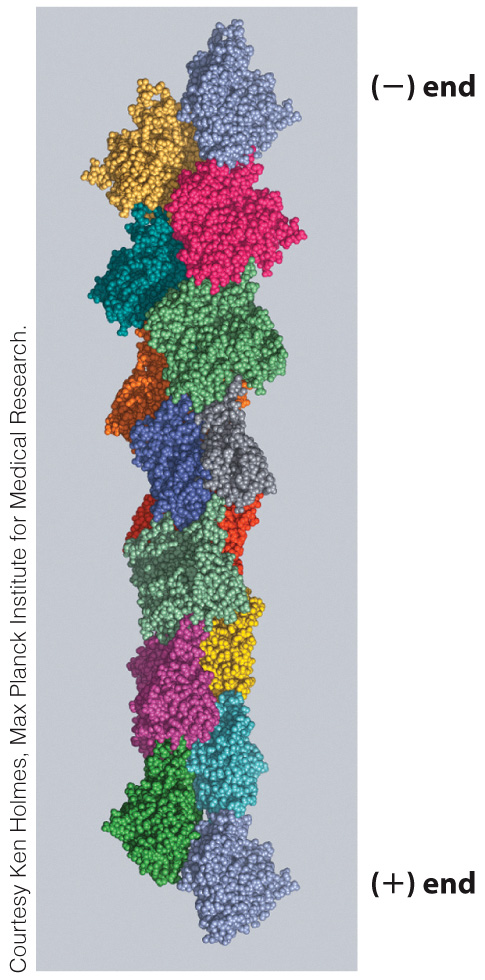 (−) end
Courtesy Ken Holmes, Max Planck Institute for Medical Research.
(+) end